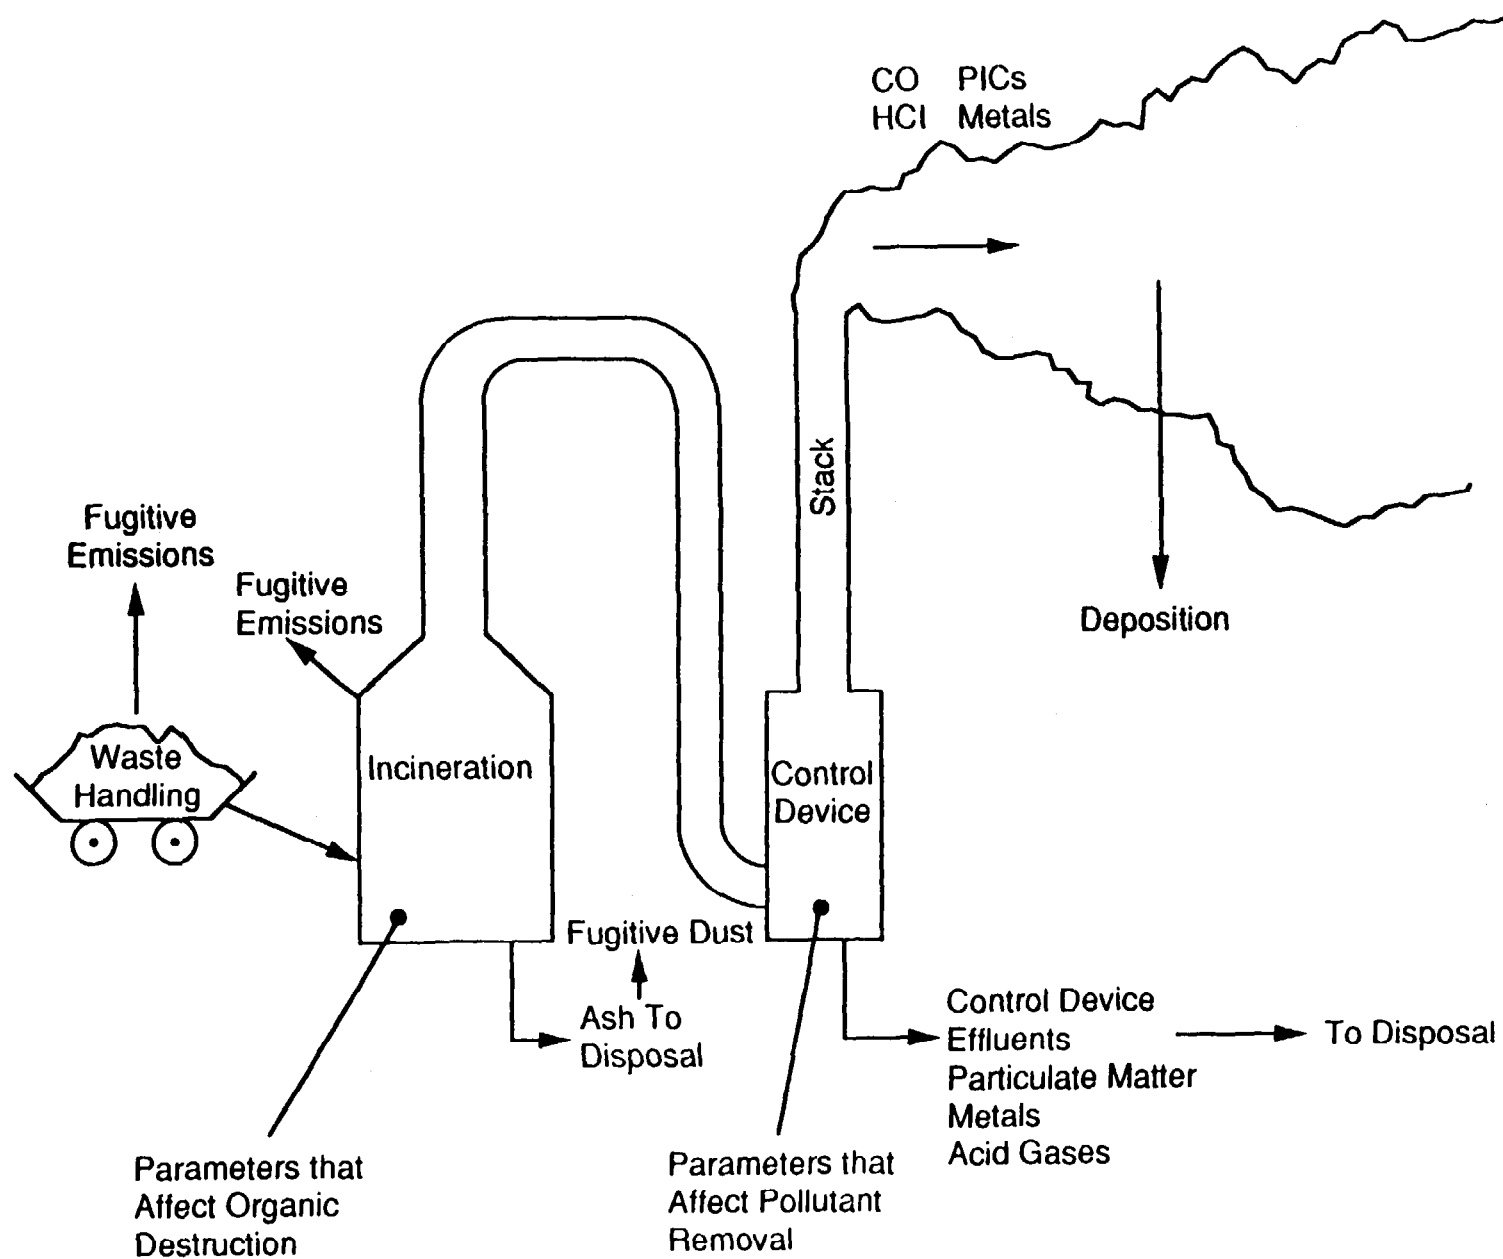 CO PICs
HCl Metals
Stack
Fugitive
Emissions
Fugitive
Emissions
Deposition
Waste
Handling
Incineration
Control
Device
Fugitive Dust
Ash To
Disposal
Control Device
Effluents
Particulate Matter
Metals
Acid Gases
To Disposal
Parameters that
Affect Organic
Destruction
Parameters that
Affect Pollutant
Removal